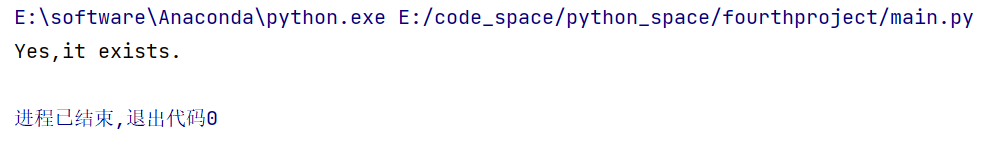 E:\software\Anaconda\python.exe E:/code_space/python_space/fourthproject/main.py
Yes,it exists.
进程已结束,退出代码0